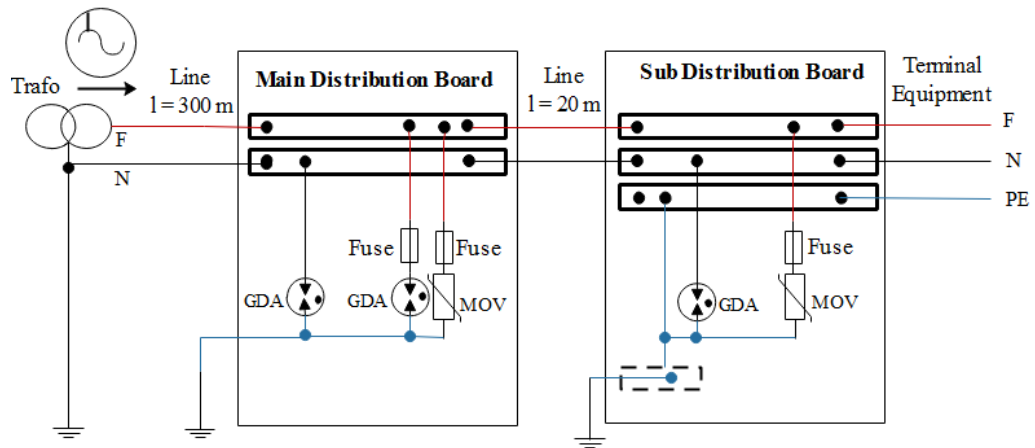 Trafo
Line
l = 300 m
F
N
Main Distribution Board
Fuse
Fuse
GDA
GDA
MOV
Line
l = 20 m
Sub Distribution Board
Fuse
GDA
MOV
Terminal
Equipment
F
N
PE